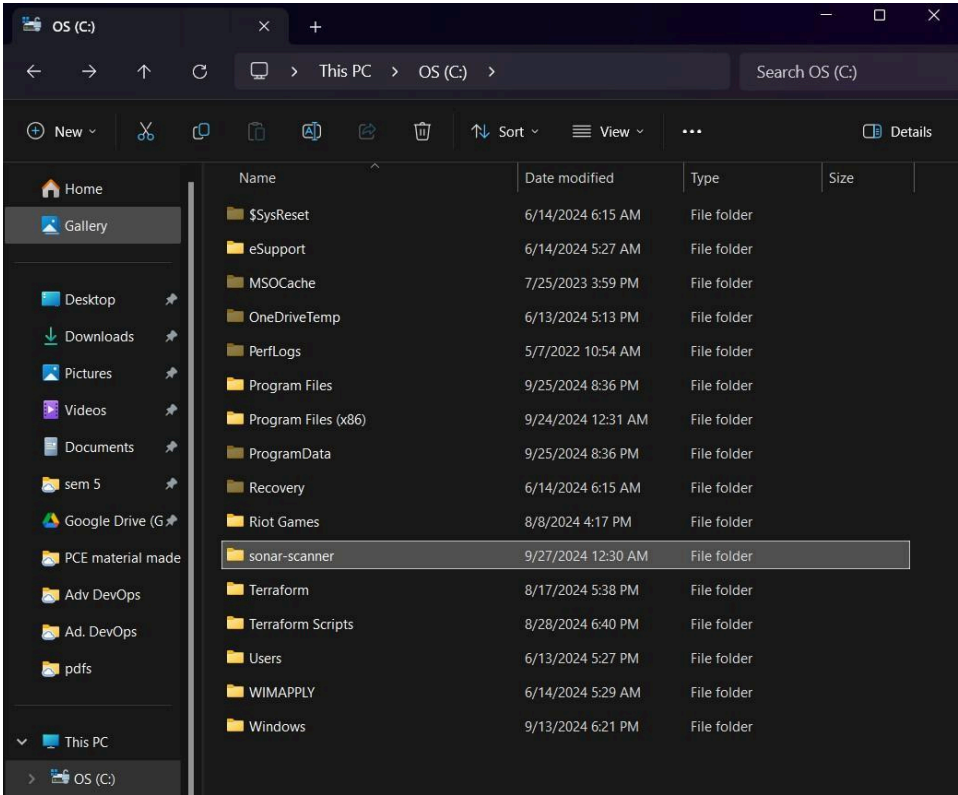 OS (C:)
This PC > OS (C:) >
Search OS (C:)
New
Sort
View
Details
Home
Gallery
Desktop
Downloads
Pictures
Videos
Documents
sem 5
Google Drive (G
PCE material made
Adv DevOps
Ad. DevOps
pdfs
This PC
OS (C:)
Name Date modified Type Size
$SysReset 6/14/2024 6:15 AM File folder
eSupport 6/14/2024 5:27 AM File folder
MSOCache 7/25/2023 3:59 PM File folder
OneDriveTemp 6/13/2024 5:13 PM File folder
PerfLogs 5/7/2022 10:54 AM File folder
Program Files 9/25/2024 8:36 PM File folder
Program Files (x86) 9/24/2024 12:31 AM File folder
ProgramData 9/25/2024 8:36 PM File folder
Recovery 6/14/2024 6:15 AM File folder
Riot Games 8/8/2024 4:17 PM File folder
sonar-scanner 9/27/2024 12:30 AM File folder
Terraform 8/17/2024 5:38 PM File folder
Terraform Scripts 8/28/2024 6:40 PM File folder
Users 6/13/2024 5:27 PM File folder
WIMAPPLY 6/14/2024 5:29 AM File folder
Windows 9/13/2024 6:21 PM File folder